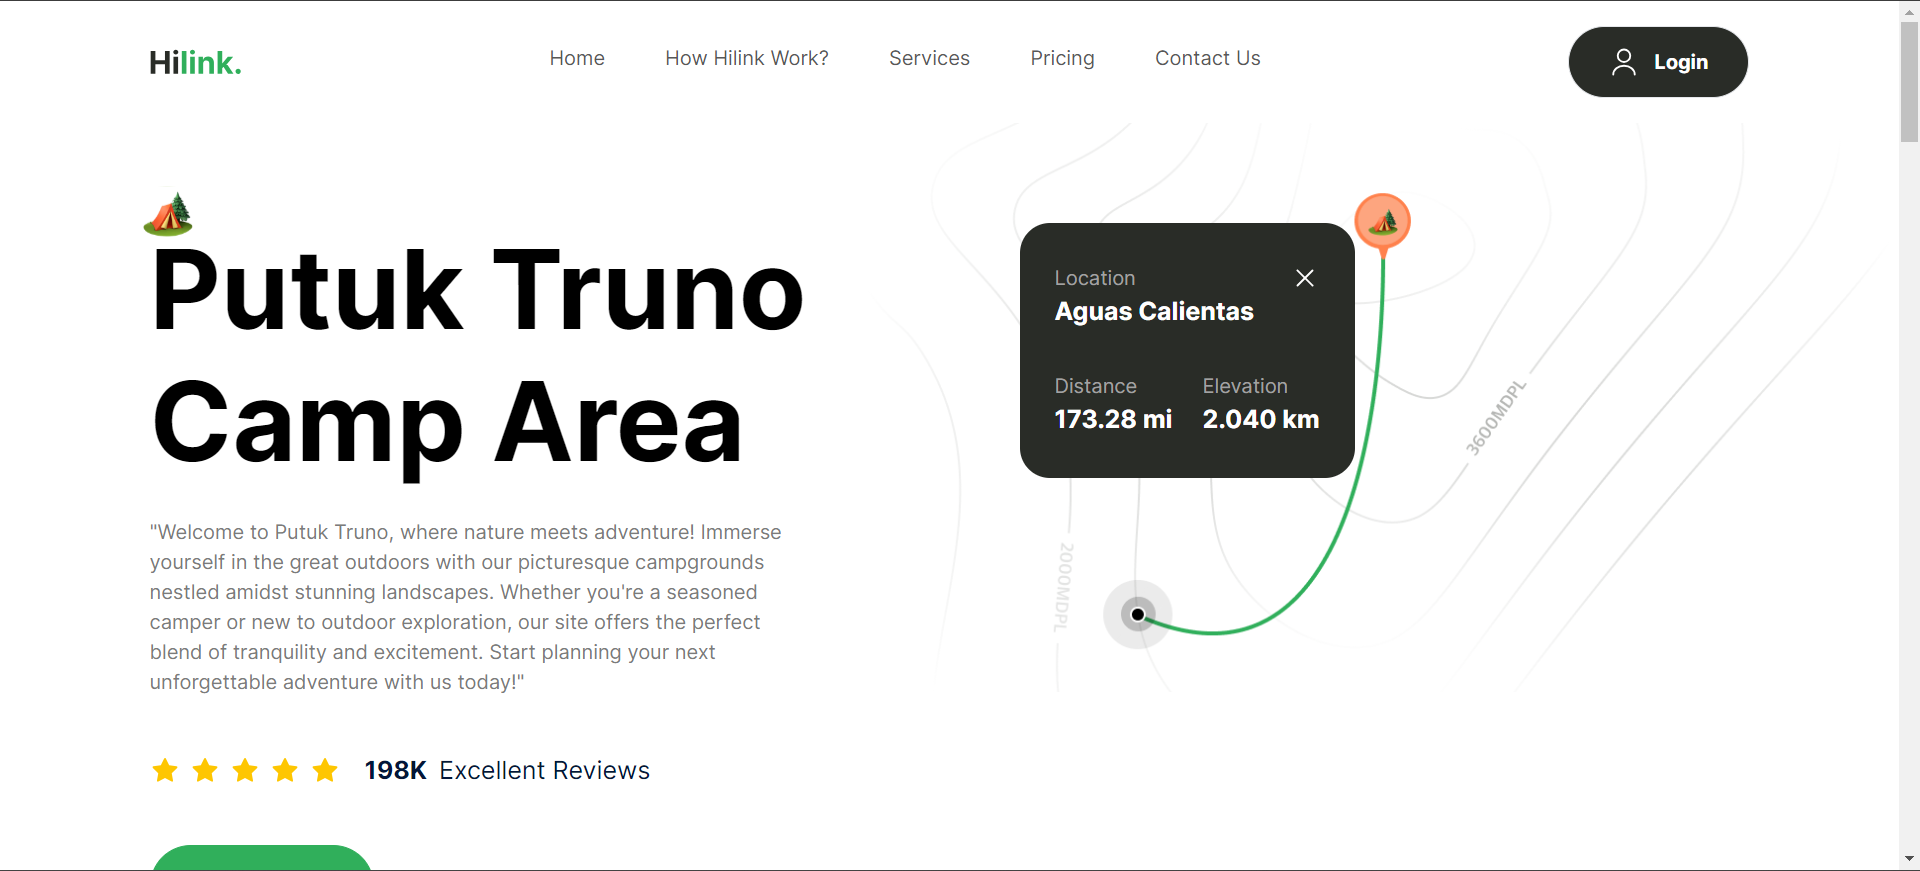 Hilink.
Home
How Hilink Work?
Services
Pricing
Contact Us
Login
Putuk Truno
Camp Area
"Welcome to Putuk Truno, where nature meets adventure! Immerse
yourself in the great outdoors with our picturesque campgrounds
nestled amidst stunning landscapes. Whether you're a seasoned
camper or new to outdoor exploration, our site offers the perfect
blend of tranquility and excitement. Start planning your next
unforgettable adventure with us today!"
198K Excellent Reviews
Location
Aguas Calientas
Distance
173.28 mi
Elevation
2.040 km
3600MDPL
2000MDPL